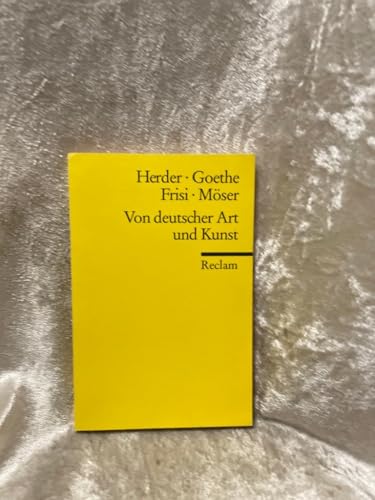 Herder · Goethe
Frisi · Möser
Von deutscher Art
und Kunst
Reclam